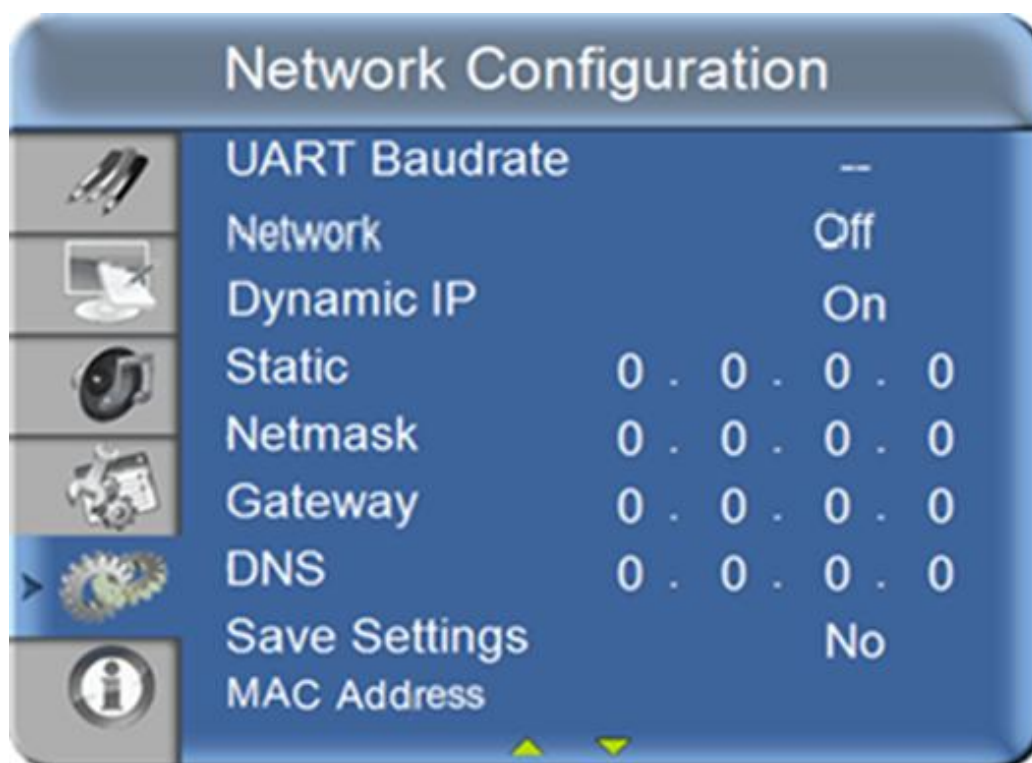 Network Configuration
UART Baudrate --
Network Off
Dynamic IP On
Static 0 . 0 . 0 . 0
Netmask 0 . 0 . 0 . 0
Gateway 0 . 0 . 0 . 0
DNS 0 . 0 . 0 . 0
Save Settings No
MAC Address